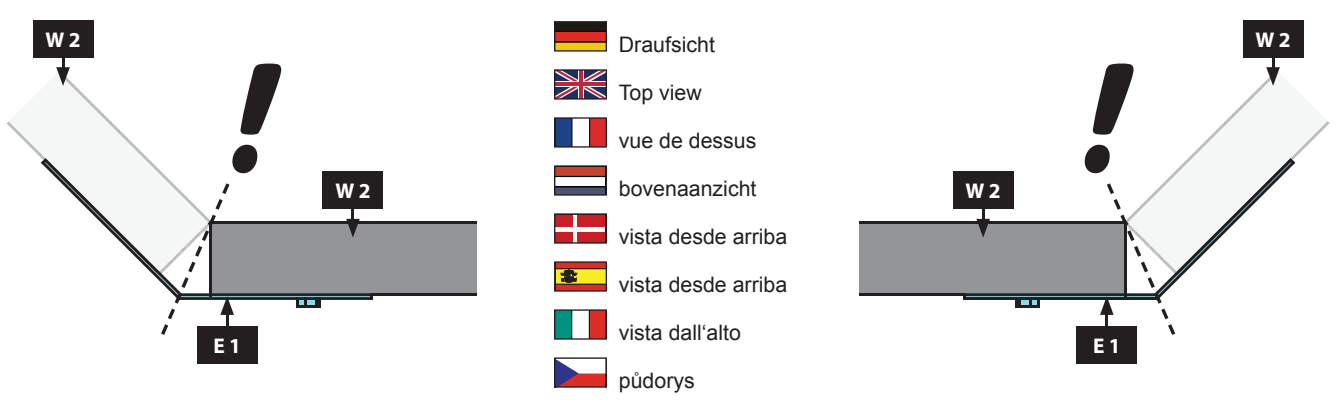 W 2
W 2
E 1
Draufsicht
Top view
vue de dessus
bovenaanzicht
vista desde arriba
vista desde arriba
vista dall‘alto
půdorys
W 2
W 2
E 1